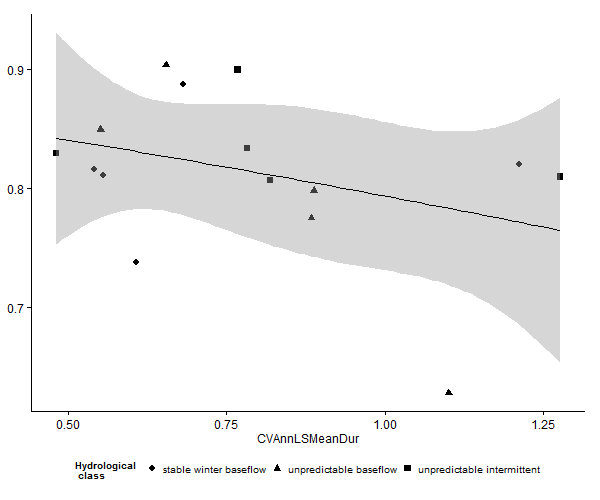 0.9
0.8
0.7
0.50 0.75 1.00 1.25
CVAnnLSMeanDur
Hydrological class stable winter baseflow unpredictable baseflow unpredictable intermittent